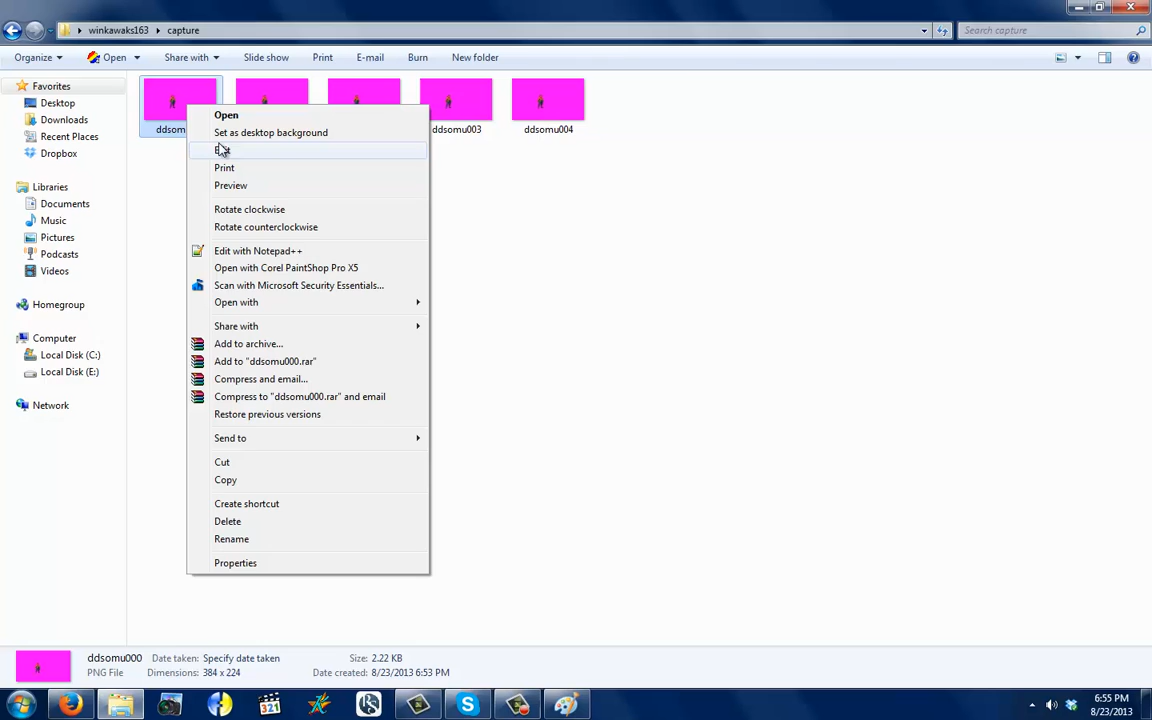 winkawaks163 capture
Search capture
Organize Open Share with Slide show Print E-mail Burn New folder
Favorites
Desktop
Downloads
Recent Places
Dropbox
Libraries
Documents
Music
Pictures
Podcasts
Videos
Homegroup
Computer
Local Disk (C:)
Local Disk (E:)
Network
ddsom
ddsomu003
ddsomu004
Open
Set as desktop background
Print
Preview
Rotate clockwise
Rotate counterclockwise
Edit with Notepad++
Open with Corel PaintShop Pro X5
Scan with Microsoft Security Essentials...
Open with
Share with
Add to archive...
Add to "ddsomu000.rar"
Compress and email...
Compress to "ddsomu000.rar" and email
Restore previous versions
Send to
Cut
Copy
Create shortcut
Delete
Rename
Properties
ddsomu000 Date taken: Specify date taken Size: 2.22 KB
PNG File Dimensions: 384 x 224 Date created: 8/23/2013 6:53 PM
321
6:55 PM
8/23/2013